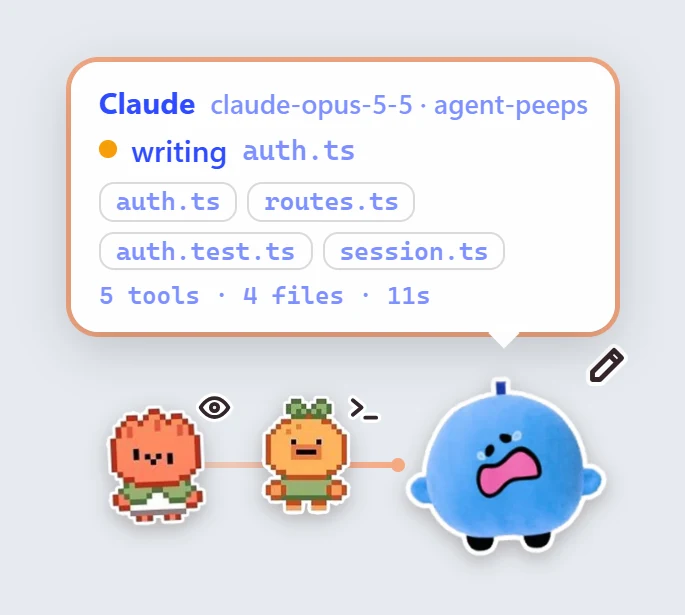 Claude claude-opus-5-5 · agent-peeps
writing auth.ts
auth.ts routes.ts
auth.test.ts session.ts
5 tools · 4 files · 11s